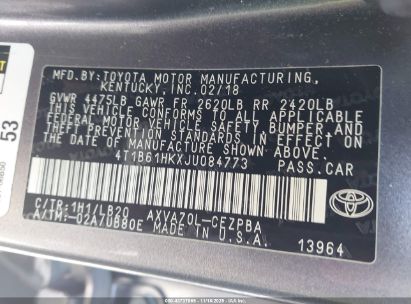 MFD.BY:TOYOTA MOTOR MANUFACTURING,
KENTUCKY, INC. 02/18
GVWR 4475LB GAWR FR 2620LB RR 2420LB
THIS VEHICLE CONFORMS TO ALL APPLICABLE
FEDERAL MOTOR VEHICLE SAFETY, BUMPER, AND
THEFT PREVENTION STANDARDS IN EFFECT ON
THE DATE OF MANUFACTURE SHOWN ABOVE.
4T1B61HKXJU084773 PASS.CAR
C/TR:1H1/LB20 AXVA70L-CEZPBA
A/TM:-02A/UB80E MADE IN U.S.A. 13964
TOYOTA
53